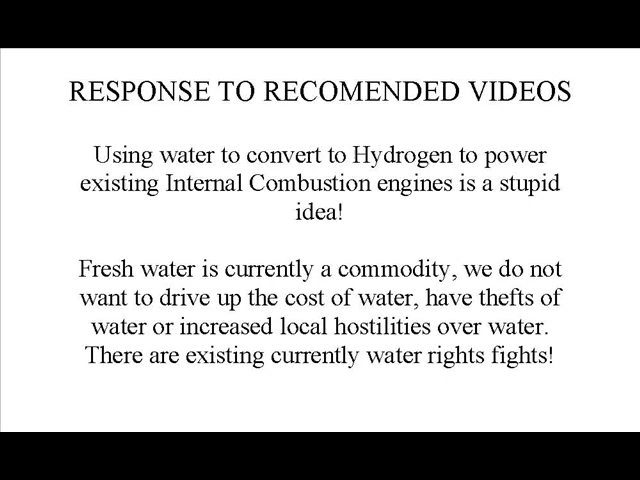 RESPONSE TO RECOMENDED VIDEOS
Using water to convert to Hydrogen to power
existing Internal Combustion engines is a stupid
idea!
Fresh water is currently a commodity, we do not
want to drive up the cost of water, have thefts of
water or increased local hostilities over water.
There are existing currently water rights fights!